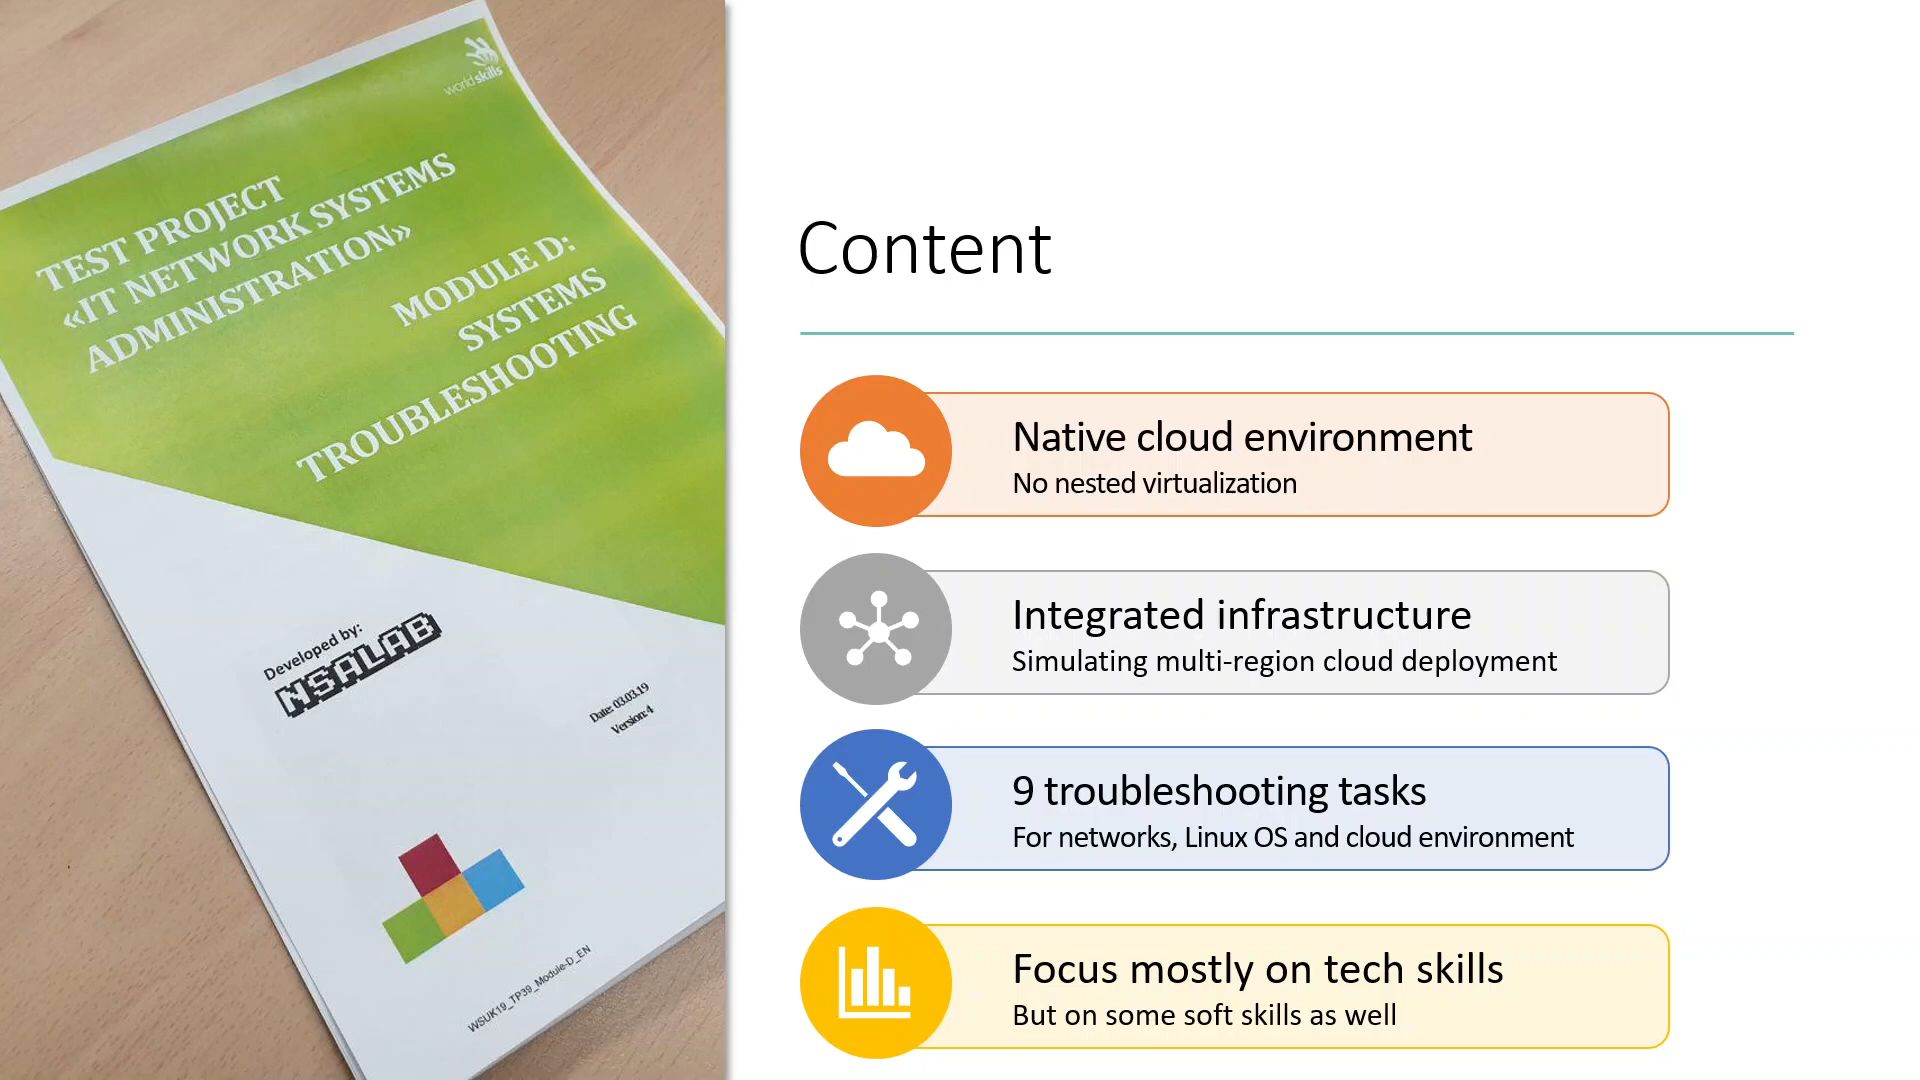 worldskills
TEST PROJECT
«IT NETWORK SYSTEMS
ADMINISTRATION»
MODULE D:
SYSTEMS
TROUBLESHOOTING
Developed by:
NSALAB
Date: 03.03.19
Version: 4
WSUK19_TP39_Module-D_EN
Content
Native cloud environment
No nested virtualization
Integrated infrastructure
Simulating multi-region cloud deployment
9 troubleshooting tasks
For networks, Linux OS and cloud environment
Focus mostly on tech skills
But on some soft skills as well